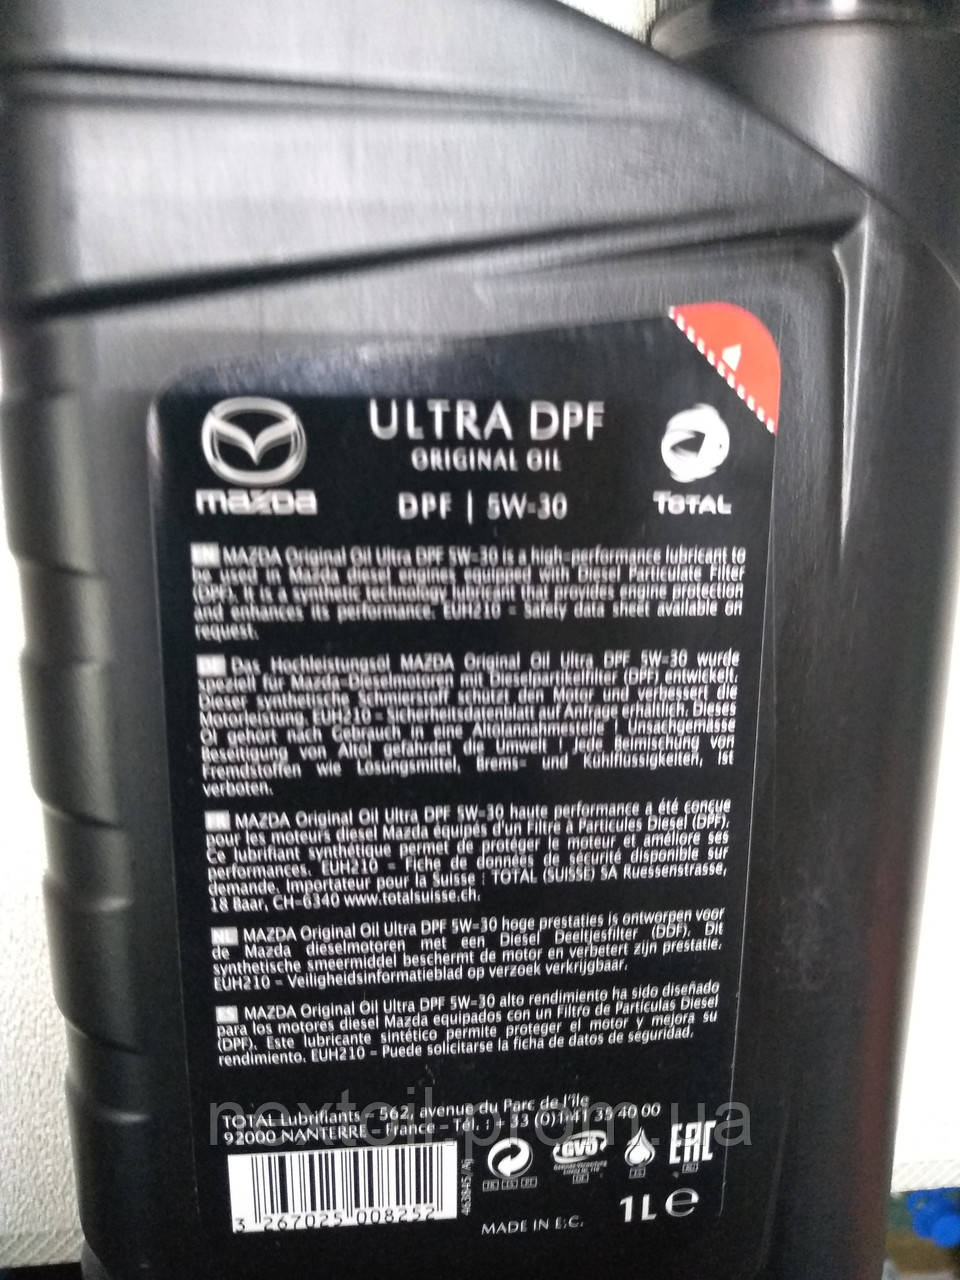 ULTRA DPF
ORIGINAL OIL
DPF | 5W-30
mazda
TOTAL
EN MAZDA Original Oil Ultra DPF 5W-30 is a high-performance lubricant to
be used in Mazda diesel engines equipped with Diesel Particulate Filter
(DPF). It is a synthetic technology lubricant that provides engine protection
and enhances its performance. EUH210 - Safety data sheet available on
request.
DE Das Hochleistungsöl MAZDA Original Oil Ultra DPF 5W-30 wurde
speziell für Mazda-Dieselmotoren mit Dieselpartikelfilter (DPF) entwickelt.
Dieser synthetische Schmierstoff schützt den Motor und verbessert die
Motorleistung. EUH210 - Sicherheitsdatenblatt auf Anfrage erhältlich. Dieses
Öl gehört nach Gebrauch in eine Altölannahmestelle ! Unsachgemässe
Beseitigung von Altöl gefährdet die Umwelt ! Jede Beimischung von
Fremdstoffen wie Lösungsmittel, Brems- und Kühlflüssigkeiten, ist
verboten.
FR MAZDA Original Oil Ultra DPF 5W-30 haute performance a été conçue
pour les moteurs diesel Mazda équipés d'un Filtre à Particules Diesel (DPF).
Ce lubrifiant synthétique permet de protéger le moteur et améliore ses
performances. EUH210 - Fiche de données de sécurité disponible sur
demande. Importateur pour la Suisse : TOTAL (SUISSE) SA Ruessenstrasse,
18 Baar, CH-6340 www.totalsuisse.ch.
NL MAZDA Original Oil Ultra DPF 5W-30 hoge prestaties is ontworpen voor
de Mazda dieselmotoren met een Diesel Deeltjesfilter (DDF). Dit
synthetische smeermiddel beschermt de motor en verbetert zijn prestatie.
EUH210 - Veiligheidsinformatieblad op verzoek verkrijgbaar.
ES MAZDA Original Oil Ultra DPF 5W-30 alto rendimiento ha sido diseñado
para los motores diesel Mazda equipados con un Filtro de Partículas Diesel
(DPF). Este lubricante sintético permite proteger el motor y mejora su
rendimiento. EUH210 - Puede solicitarse la ficha de datos de seguridad.
nextoil.prom.ua
TOTAL Lubrifiants - 562, avenue du Parc de l'île
92000 NANTERRE - France - Tél. : + 33 (0)1 41 35 40 00
3 267025 008252
GVÖ
EAC
MADE IN E.C.
1L e